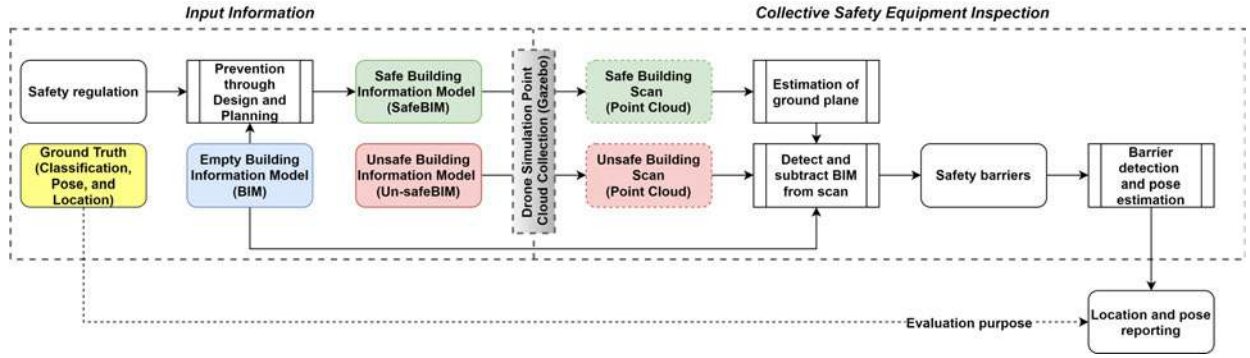 Input Information
Collective Safety Equipment Inspection
Safety regulation
Prevention
through
Design and
Planning
Safe Building
Information Model
(SafeBIM)
Drone Simulation Point
Cloud Collection (Gazebo)
Safe Building
Scan
(Point Cloud)
Estimation of
ground plane
Ground Truth
(Classification,
Pose, and
Location)
Empty Building
Information Model
(BIM)
Unsafe Building
Information Model
(Un-safeBIM)
Unsafe Building
Scan
(Point Cloud)
Detect and
subtract BIM
from scan
Safety barriers
Barrier
detection
and pose
estimation
Evaluation purpose
Location and pose
reporting